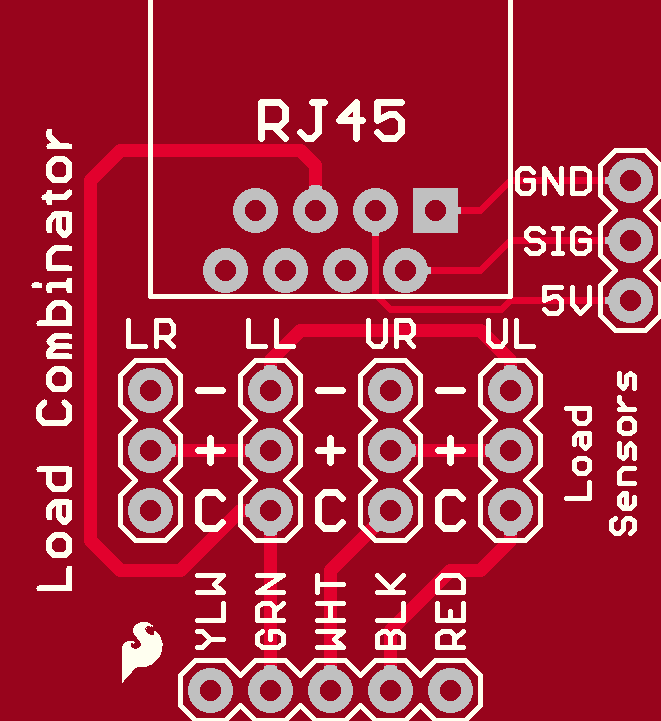 RJ45
GND
SIG
5V
LR LL UR UL
- - -
+ + +
C C C
YLW GRN WHT BLK RED
Load Combinator
Load
Sensors